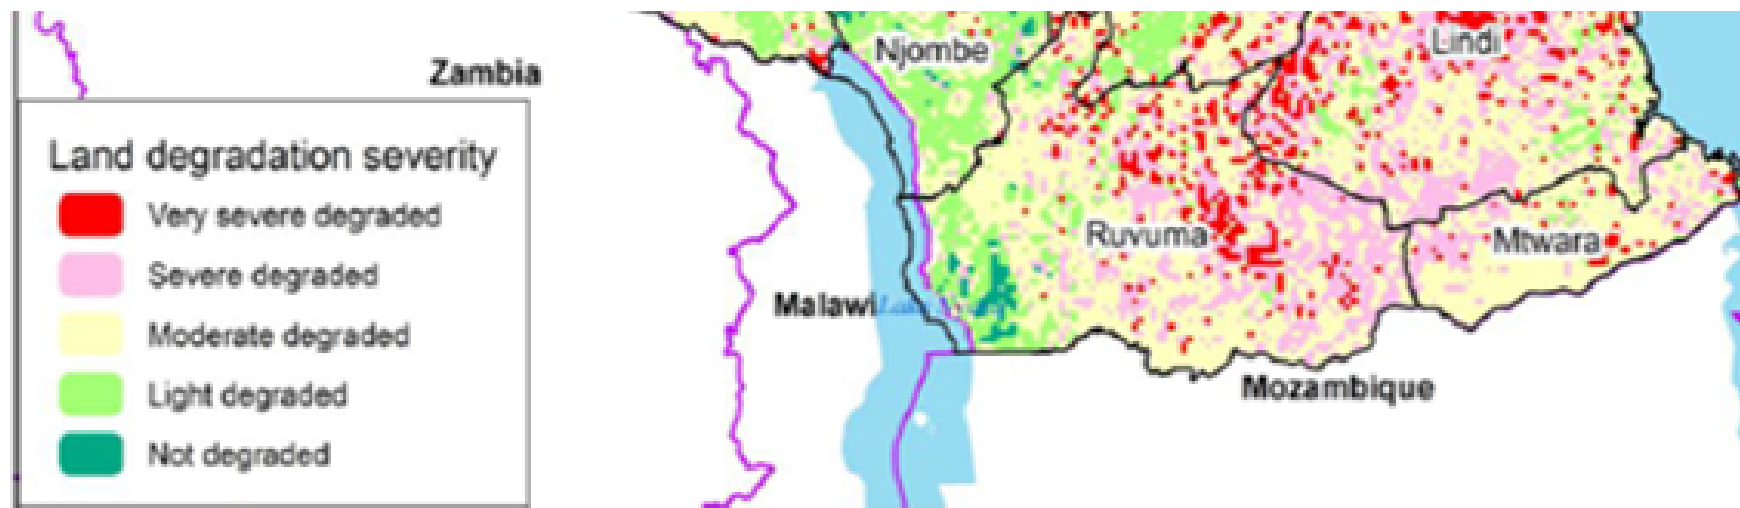 Njombe
Lindi
Zambia
Land degradation severity
Very severe degraded
Severe degraded
Moderate degraded
Light degraded
Not degraded
Ruvuma
Mtwara
Malawi
Mozambique